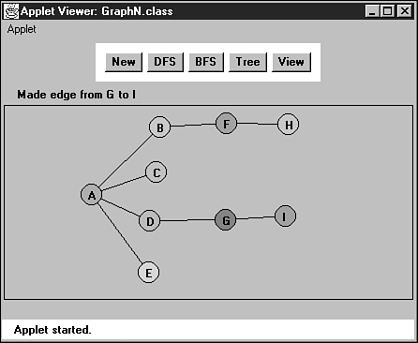 Applet Viewer: GraphN.class
Applet
New DFS BFS Tree View
Made edge from G to I
B F H
C
A
D G I
E
Applet started.